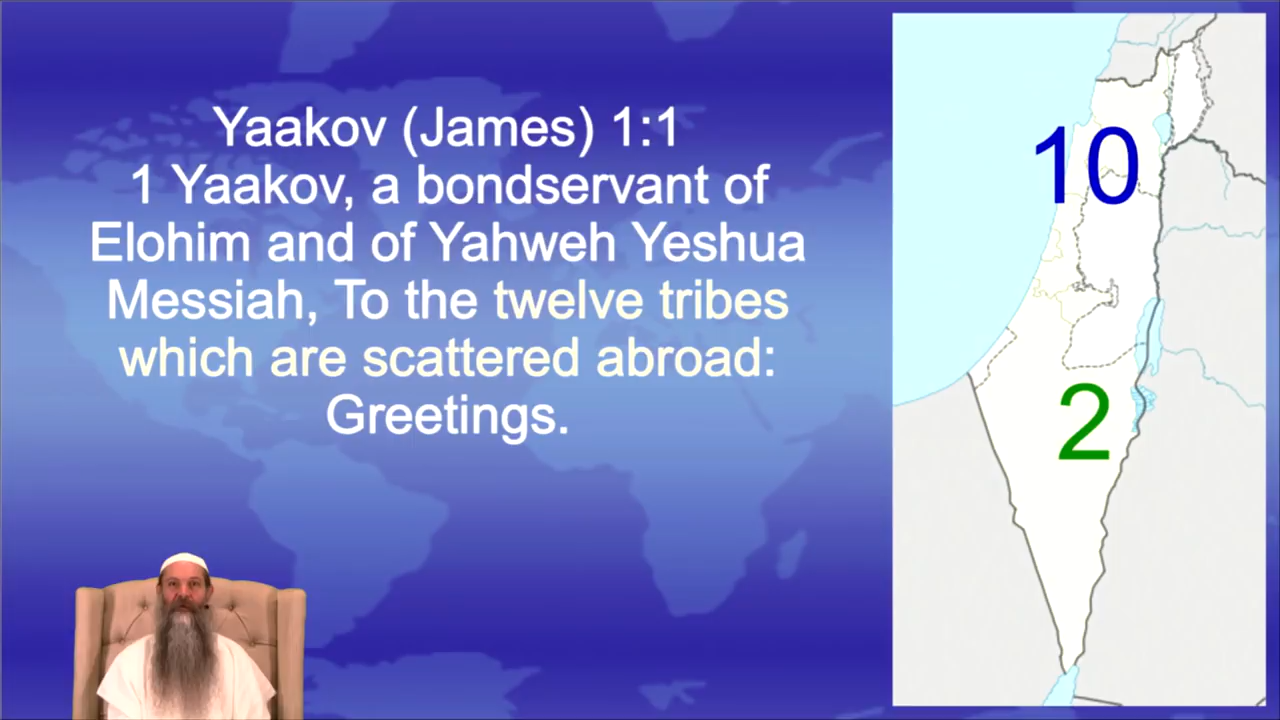 Yaakov (James) 1:1
1 Yaakov, a bondservant of
Elohim and of Yahweh Yeshua
Messiah, To the twelve tribes
which are scattered abroad:
Greetings.
10
2